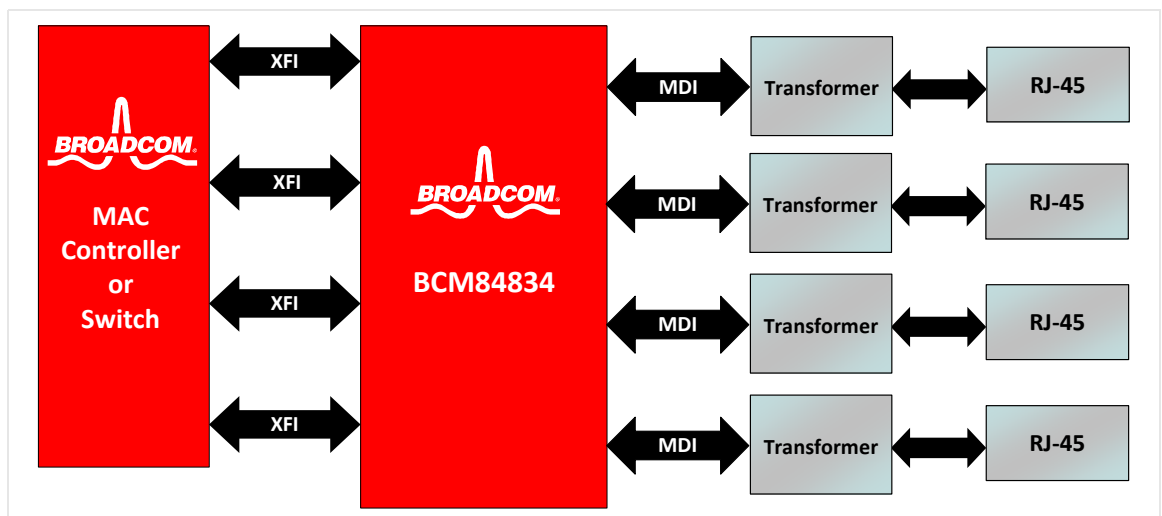 BROADCOM®
MAC
Controller
or
Switch
XFI
XFI
XFI
XFI
BROADCOM®
BCM84834
MDI
Transformer
RJ-45
MDI
Transformer
RJ-45
MDI
Transformer
RJ-45
MDI
Transformer
RJ-45